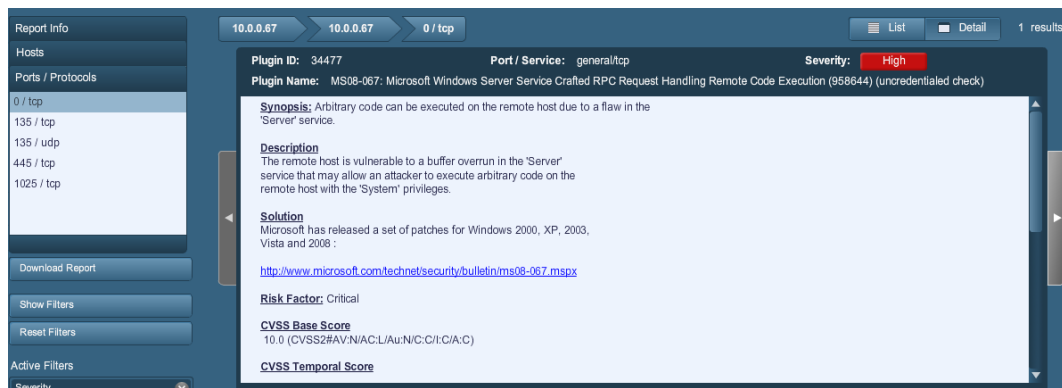 Report Info
Hosts
Ports / Protocols
0 / tcp
135 / tcp
135 / udp
445 / tcp
1025 / tcp
Download Report
Show Filters
Reset Filters
Active Filters
Severity
10.0.0.67 10.0.0.67 0 / tcp List Detail 1 results
Plugin ID: 34477 Port / Service: general/tcp Severity: High
Plugin Name: MS08-067: Microsoft Windows Server Service Crafted RPC Request Handling Remote Code Execution (958644) (uncredentialed check)
Synopsis: Arbitrary code can be executed on the remote host due to a flaw in the
'Server' service.
Description
The remote host is vulnerable to a buffer overrun in the 'Server'
service that may allow an attacker to execute arbitrary code on the
remote host with the 'System' privileges.
Solution
Microsoft has released a set of patches for Windows 2000, XP, 2003,
Vista and 2008 :
http://www.microsoft.com/technet/security/bulletin/ms08-067.mspx
Risk Factor: Critical
CVSS Base Score
10.0 (CVSS2#AV:N/AC:L/Au:N/C:C/I:C/A:C)
CVSS Temporal Score